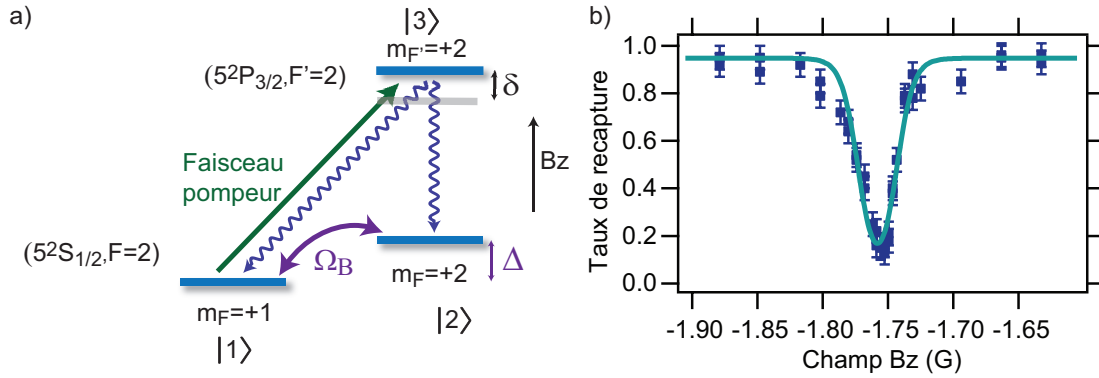 a)
|3⟩
m_F'=+2
(5²P₃/₂,F'=2)
δ
Bz
Faisceau
pompeur
(5²S₁/₂,F=2)
Ω_B
Δ
m_F=+1
m_F=+2
|1⟩
|2⟩
b)
Taux de recapture
1.0
0.8
0.6
0.4
0.2
0.0
-1.90 -1.85 -1.80 -1.75 -1.70 -1.65
Champ Bz (G)